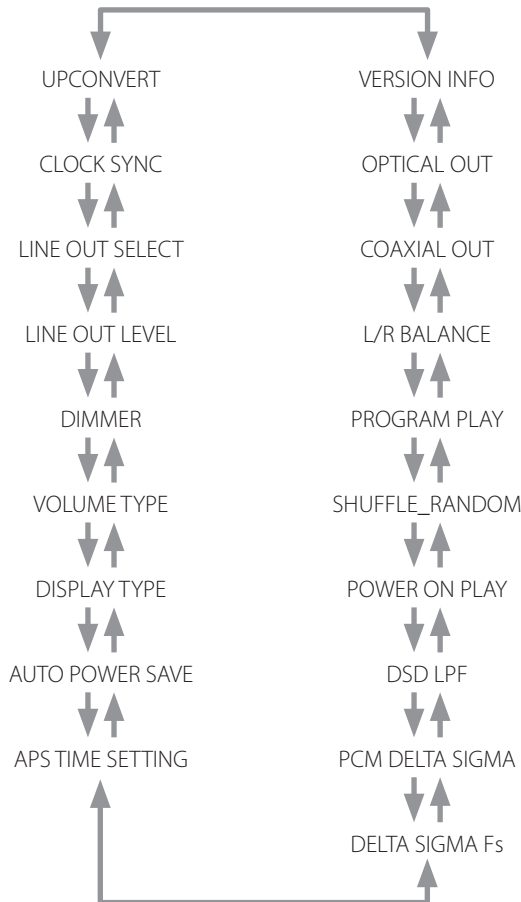 UPCONVERT
CLOCK SYNC
LINE OUT SELECT
LINE OUT LEVEL
DIMMER
VOLUME TYPE
DISPLAY TYPE
AUTO POWER SAVE
APS TIME SETTING
VERSION INFO
OPTICAL OUT
COAXIAL OUT
L/R BALANCE
PROGRAM PLAY
SHUFFLE_RANDOM
POWER ON PLAY
DSD LPF
PCM DELTA SIGMA
DELTA SIGMA Fs